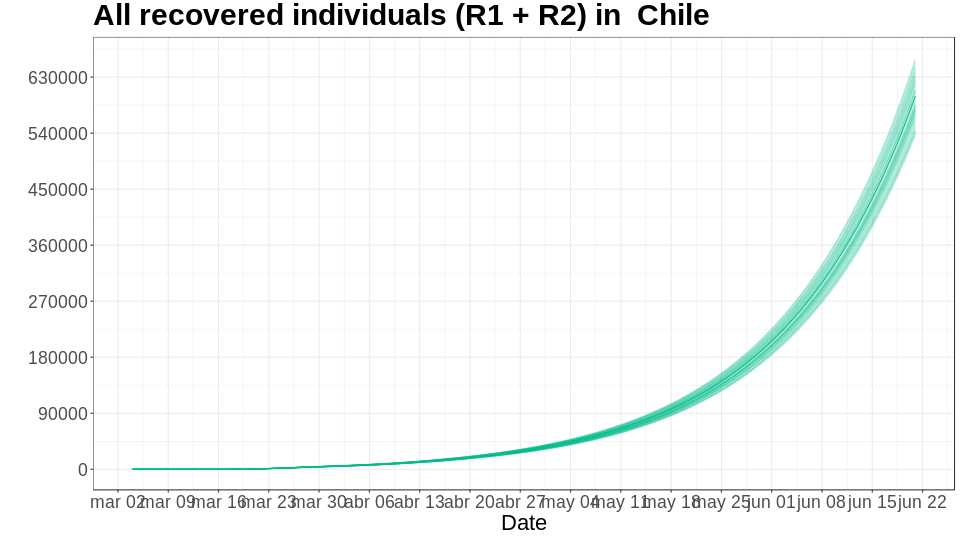 All recovered individuals (R1 + R2) in  Chile
630000
540000
450000
360000
270000
180000
90000
0
mar 02 mar 09 mar 16 mar 23 mar 30 abr 06 abr 13 abr 20 abr 27 may 04 may 11 may 18 may 25 jun 01 jun 08 jun 15 jun 22
Date